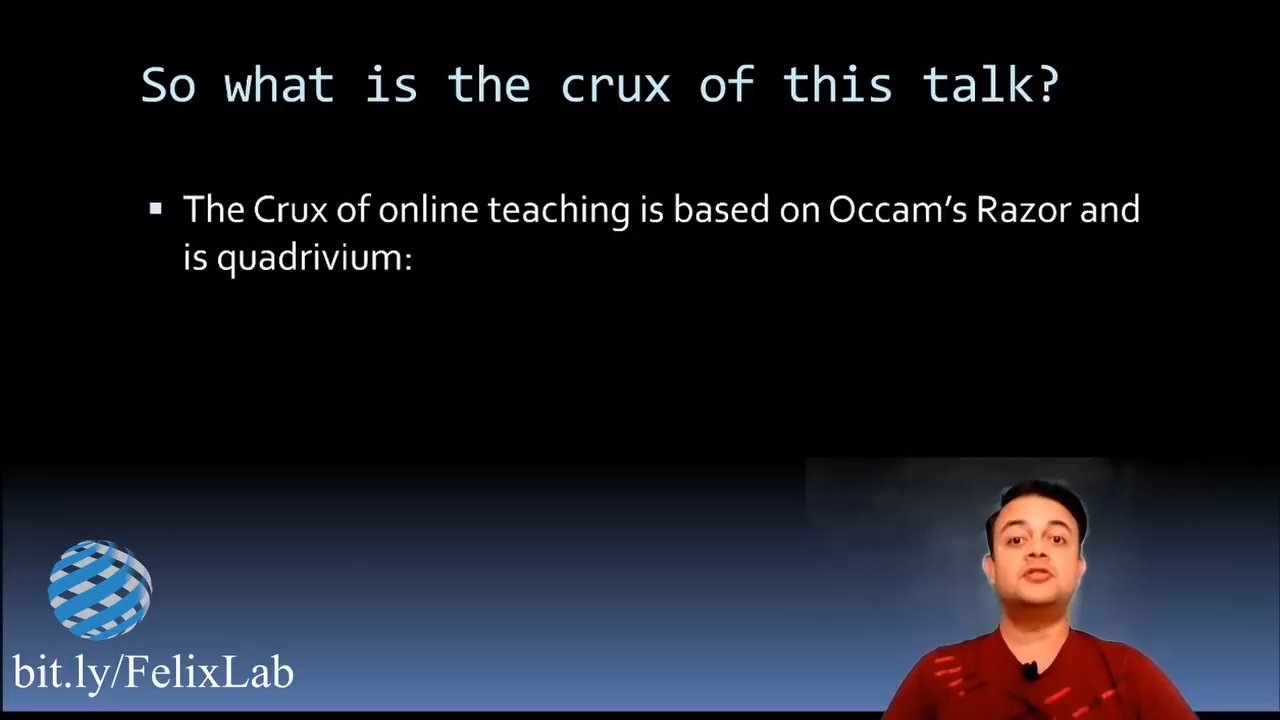 So what is the crux of this talk?
The Crux of online teaching is based on Occam's Razor and
is quadrivium:
bit.ly/FelixLab